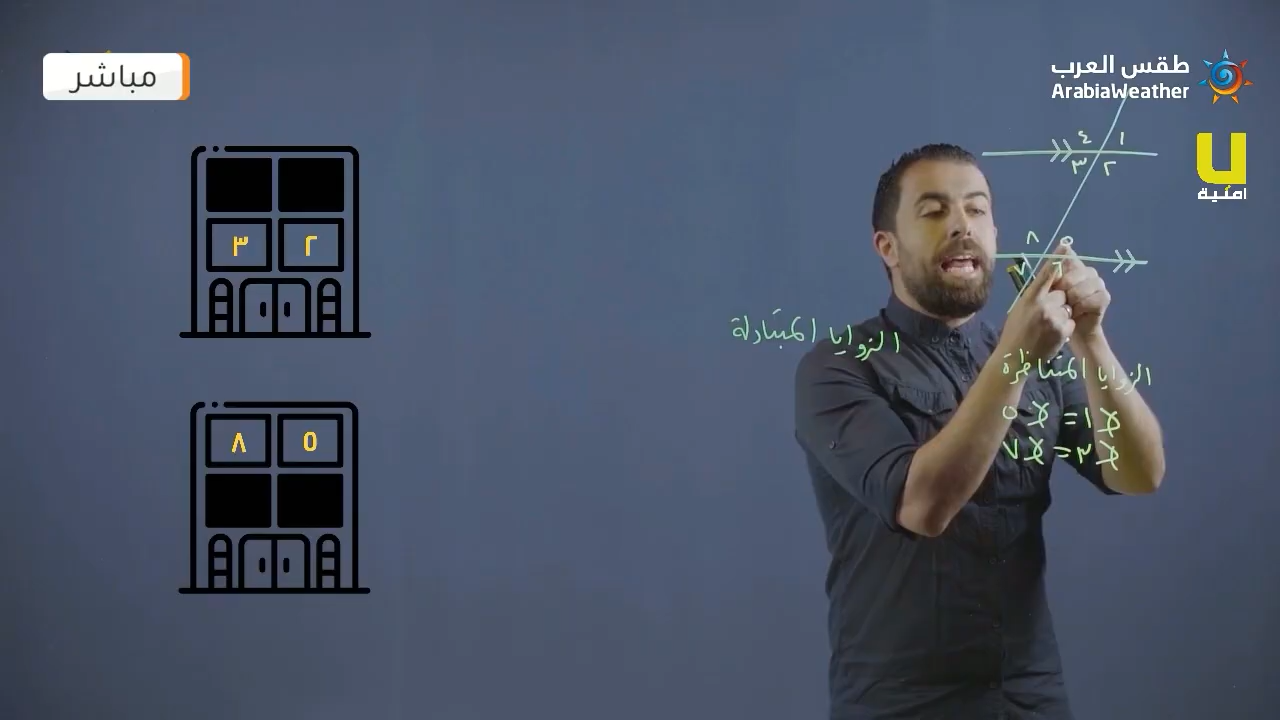 مباشر
طقس العرب
ArabiaWeather
امنية
٤ ١
٣ ٢
٨ ٥
٧ ٦
٣ ٢
٨ ٥
الزوايا المتبادلة
الزوايا المتناظرة
∡١ = ∡٥
∡٣ = ∡٧